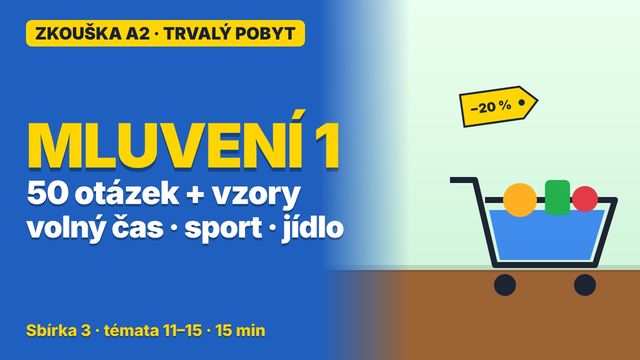 ZKOUŠKA A2 · TRVALÝ POBYT
MLUVENÍ 1
50 otázek + vzory
volný čas · sport · jídlo
Sbírka 3 · témata 11–15 · 15 min
–20 %